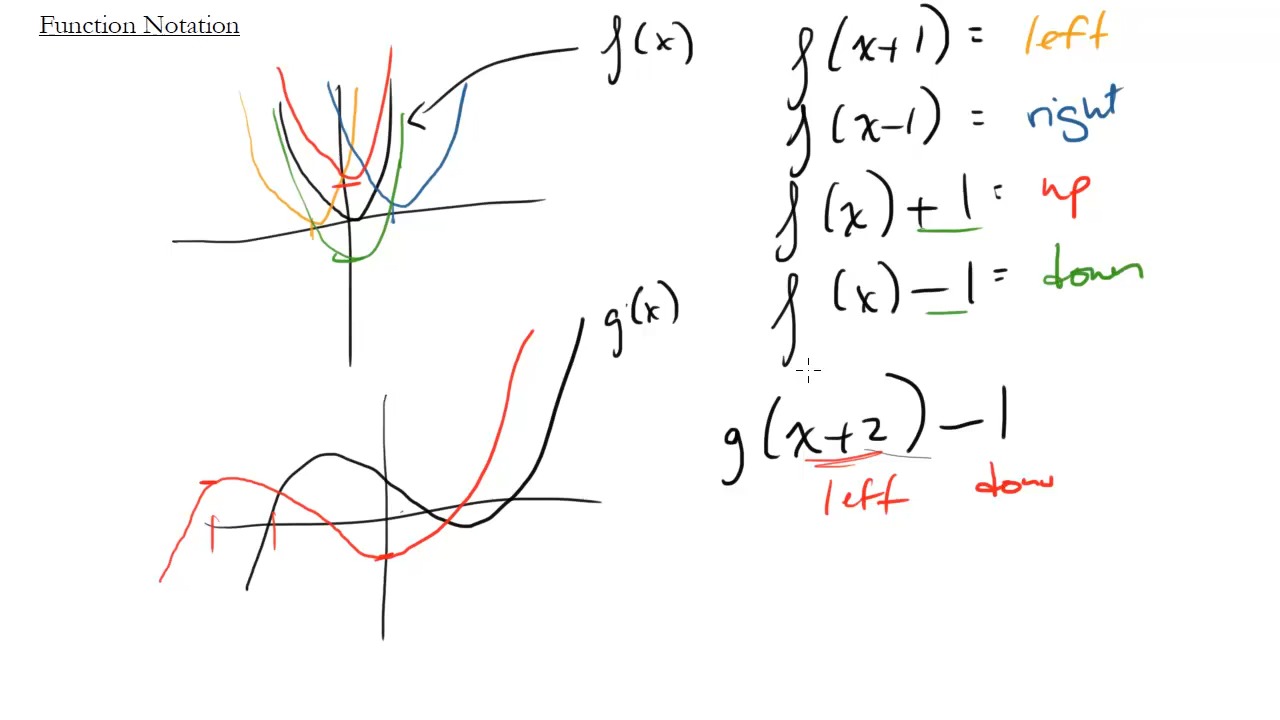 Function Notation
f(x)
f(x+1) = left
f(x-1) = right
f(x)+1 = up
f(x)-1 = down
g(x)
g(x+2)-1
left down